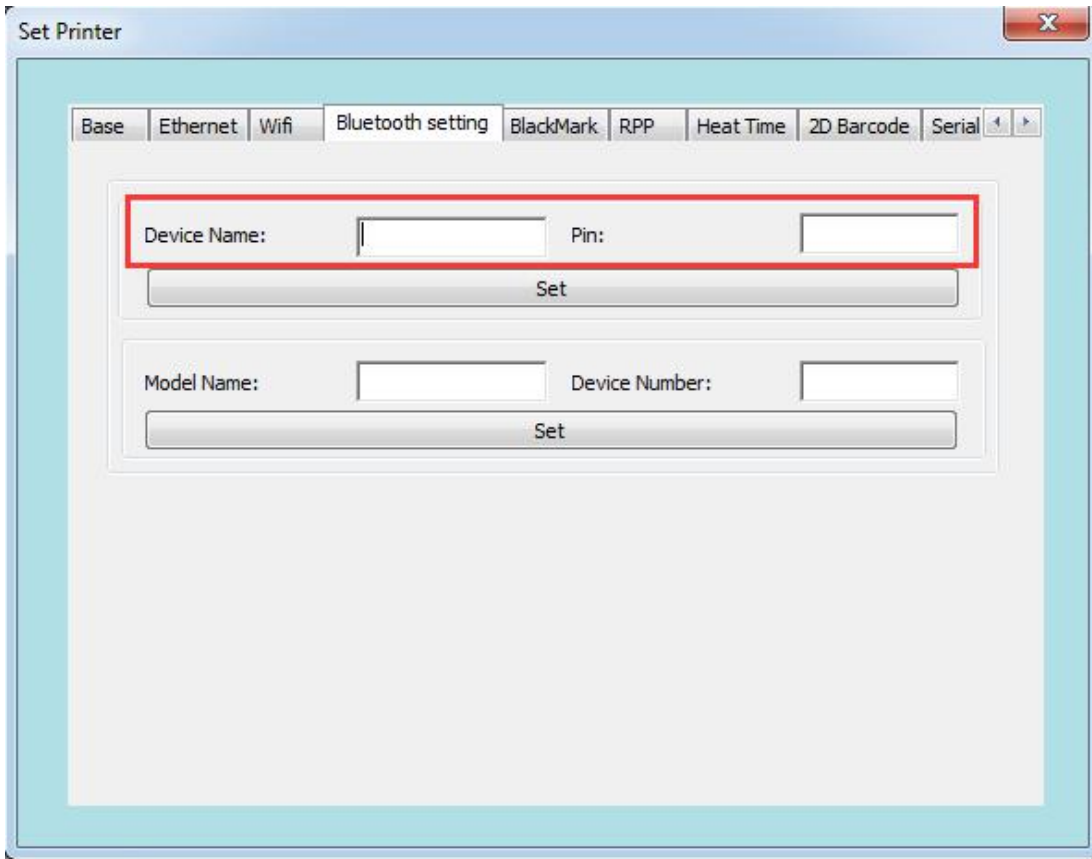 Set Printer
Base Ethernet Wifi Bluetooth setting BlackMark RPP Heat Time 2D Barcode Serial
Device Name: Pin:
Set
Model Name: Device Number:
Set